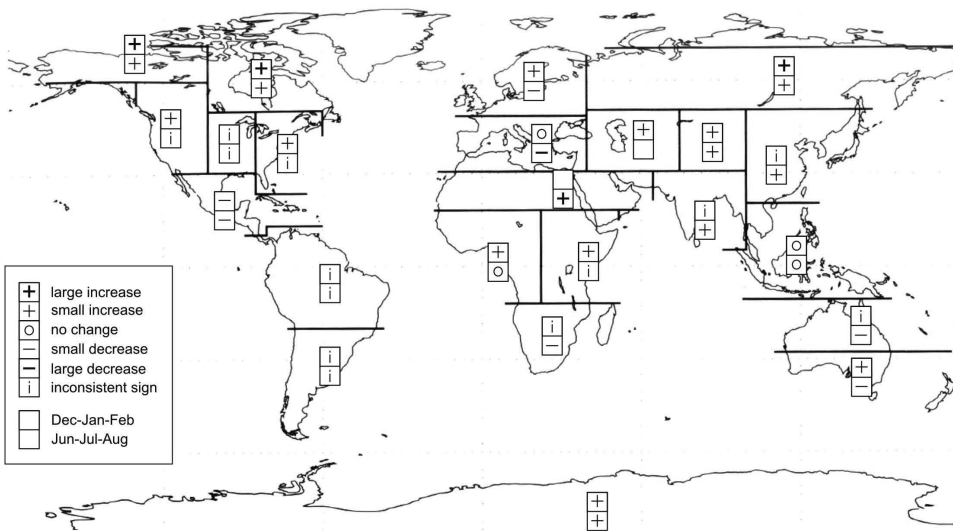 large increase
small increase
no change
small decrease
large decrease
i inconsistent sign
Dec-Jan-Feb
Jun-Jul-Aug
i
i
i
i
i
i
i
i
i
i
i
i
i